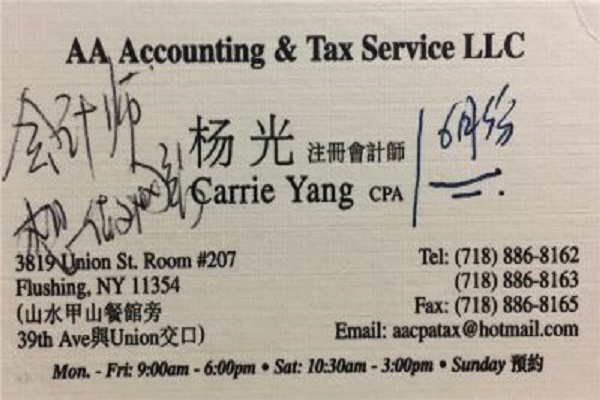 AA Accounting & Tax Service LLC
会计师
杨光 注冊會計師
6月份
Carrie Yang CPA
3819 Union St. Room #207
Flushing, NY 11354
(山水甲山餐館旁
39th Ave與Union交口)
Tel: (718) 886-8162
(718) 886-8163
Fax: (718) 886-8165
Email: aacpatax@hotmail.com
Mon. - Fri: 9:00am - 6:00pm • Sat: 10:30am - 3:00pm • Sunday 預約